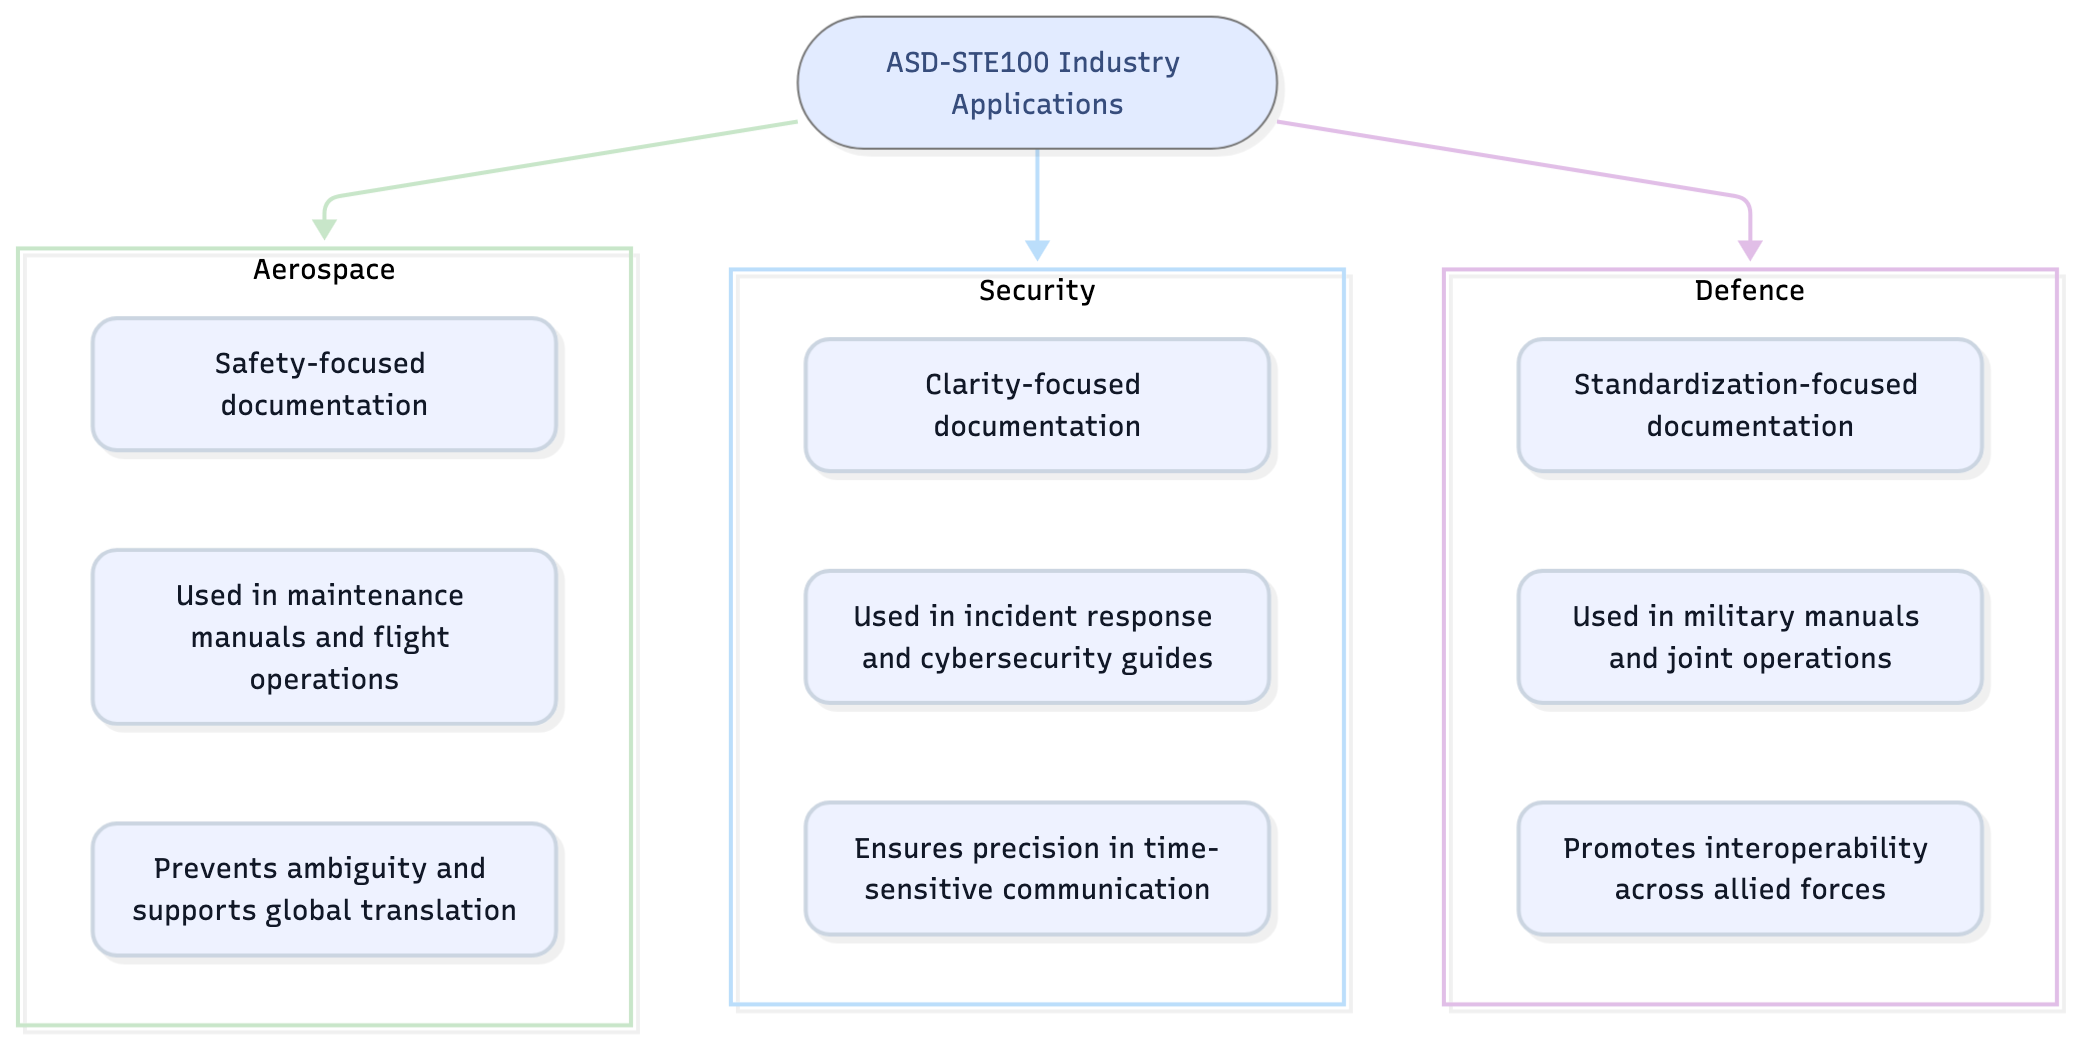 ASD-STE100 Industry
Applications
Aerospace
Safety-focused
documentation
Used in maintenance
manuals and flight
operations
Prevents ambiguity and
supports global translation
Security
Clarity-focused
documentation
Used in incident response
and cybersecurity guides
Ensures precision in time-
sensitive communication
Defence
Standardization-focused
documentation
Used in military manuals
and joint operations
Promotes interoperability
across allied forces